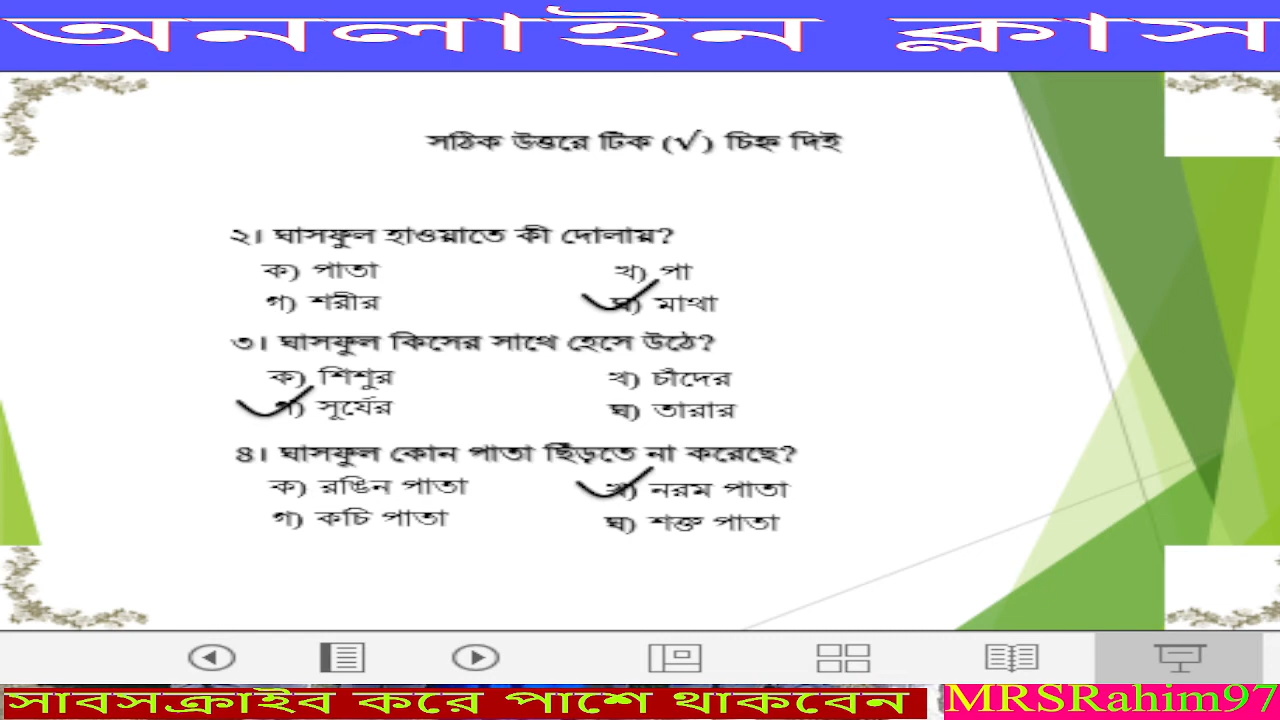 অনলাইন ক্লাস
সঠিক উত্তরে টিক (√) চিহ্ন দিই
২। ঘাসফুল হাওয়াতে কী দোলায়?
ক) পাতা খ) পা
গ) শরীর ঘ) মাথা
৩। ঘাসফুল কিসের সাথে হেসে উঠে?
ক) শিশুর খ) চাঁদের
গ) সূর্যের ঘ) তারার
৪। ঘাসফুল কোন পাতা ছিঁড়তে না করেছে?
ক) রঙিন পাতা খ) নরম পাতা
গ) কচি পাতা ঘ) শক্ত পাতা
সাবসক্রাইব করে পাশে থাকবেন MRSRahim97